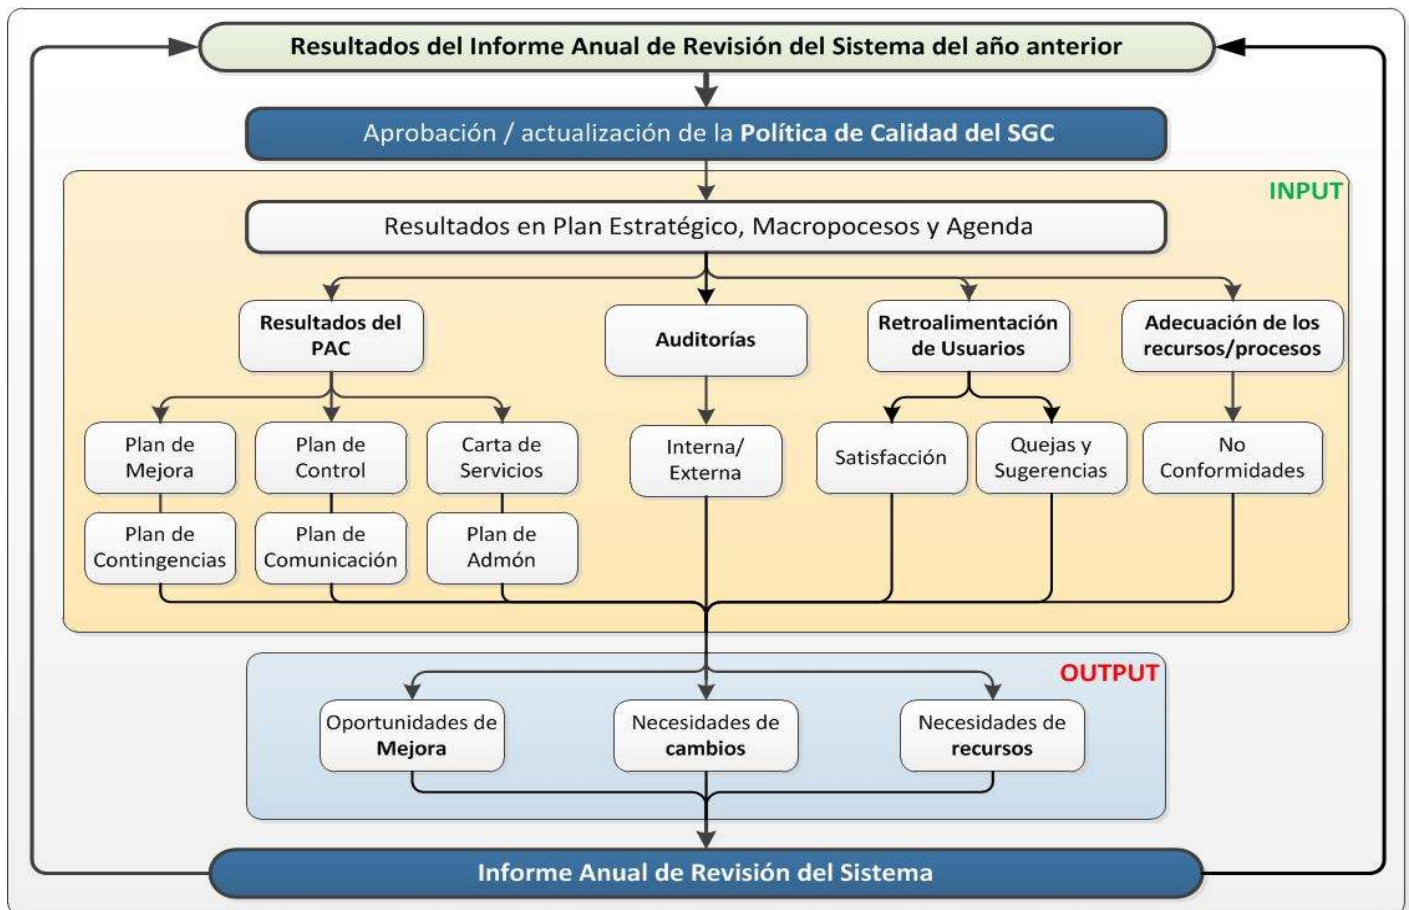 Resultados del Informe Anual de Revisión del Sistema del año anterior
Aprobación / actualización de la Política de Calidad del SGC
INPUT
Resultados en Plan Estratégico, Macropocesos y Agenda
Resultados del
PAC
Auditorías
Retroalimentación
de Usuarios
Adecuación de los
recursos/procesos
Plan de
Mejora
Plan de
Control
Carta de
Servicios
Interna/
Externa
Satisfacción
Quejas y
Sugerencias
No
Conformidades
Plan de
Contingencias
Plan de
Comunicación
Plan de
Admón
OUTPUT
Oportunidades de
Mejora
Necesidades de
cambios
Necesidades de
recursos
Informe Anual de Revisión del Sistema